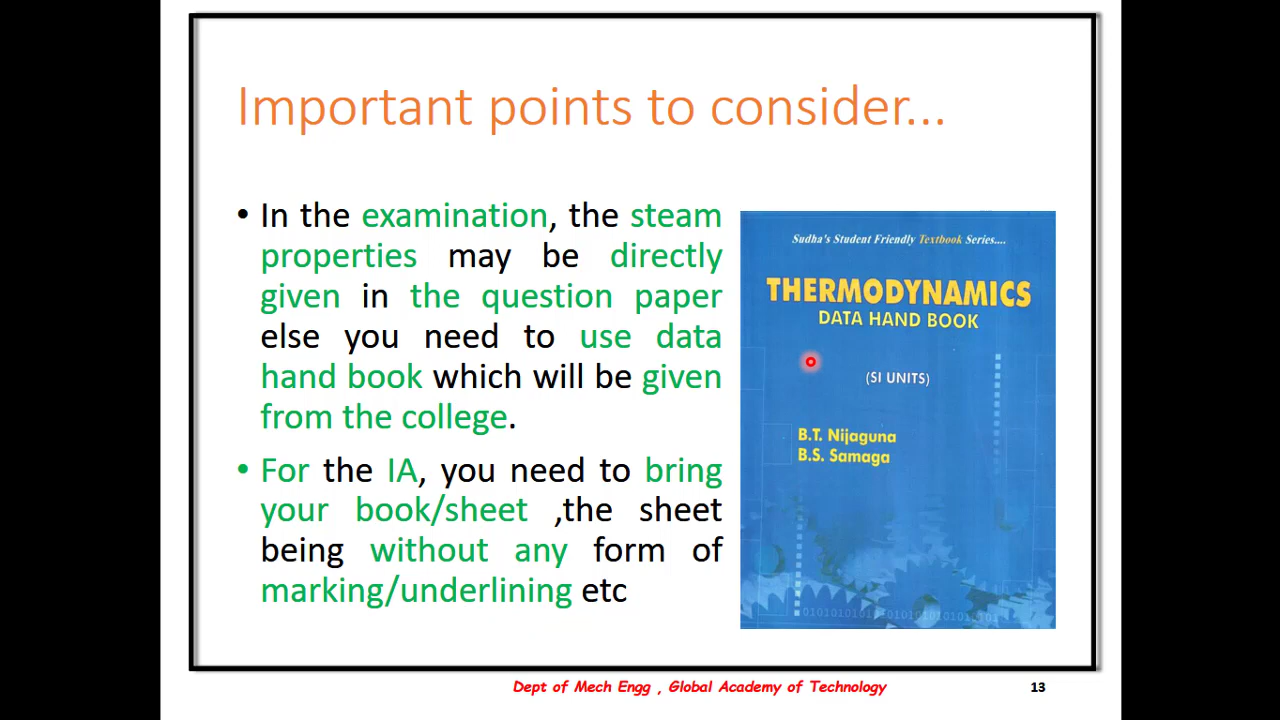 Important points to consider...
• In the examination, the steam
properties may be directly
given in the question paper
else you need to use data
hand book which will be given
from the college.
• For the IA, you need to bring
your book/sheet ,the sheet
being without any form of
marking/underlining etc
Sudha's Student Friendly Textbook Series....
THERMODYNAMICS
DATA HAND BOOK
(SI UNITS)
B.T. Nijaguna
B.S. Samaga
Dept of Mech Engg , Global Academy of Technology
13